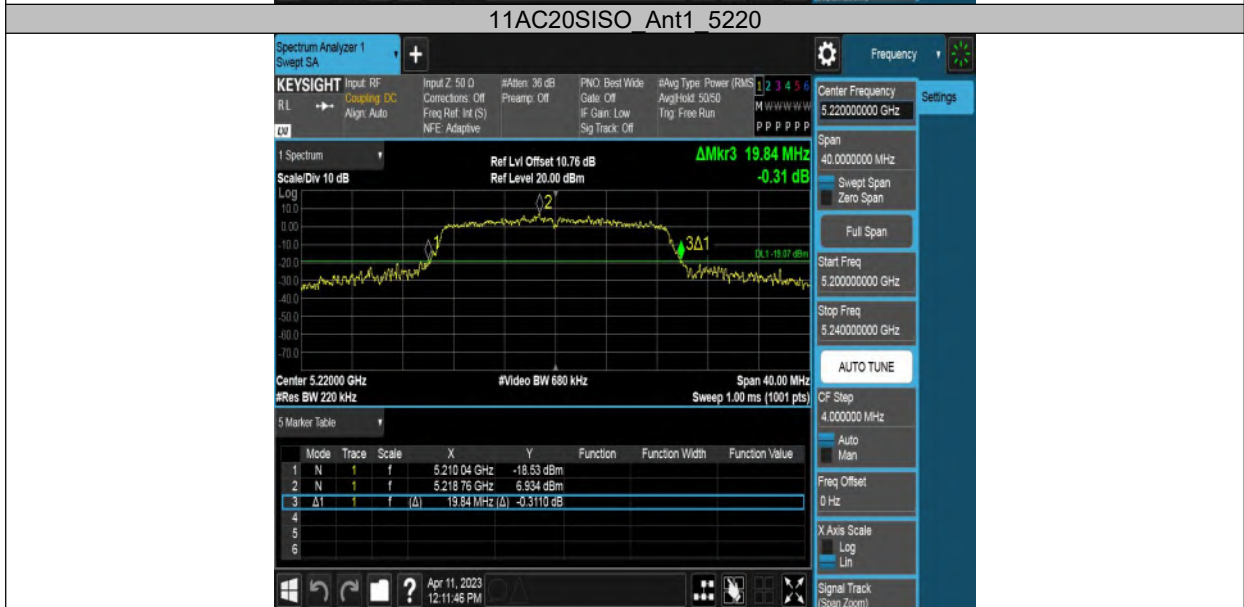 11AC20SISO_Ant1_5220
Spectrum Analyzer 1
Swept SA
+
Frequency
KEYSIGHT
Input: RF
Coupling: DC
Align: Auto
RL
Input Z: 50 Ω
Corrections: Off
Freq Ref: Int (S)
NFE: Adaptive
#Atten: 36 dB
Preamp: Off
PNO: Best Wide
Gate: Off
IF Gain: Low
Sig Track: Off
#Avg Type: Power (RMS
Avg|Hold: 50/50
Trig: Free Run
1 2 3 4 5 6
M W W W W W
P P P P P P
Center Frequency
5.220000000 GHz
Settings
1 Spectrum
Scale/Div 10 dB
Ref Lvl Offset 10.76 dB
Ref Level 20.00 dBm
ΔMkr3 19.84 MHz
-0.31 dB
Span
40.0000000 MHz
Swept Span
Zero Span
Full Span
Start Freq
5.200000000 GHz
Stop Freq
5.240000000 GHz
AUTO TUNE
CF Step
4.000000 MHz
Auto
Man
Freq Offset
0 Hz
X Axis Scale
Log
Lin
Signal Track
(Span Zoom)
Log
10.0
0.00
-10.0
-20.0
-30.0
-40.0
-50.0
-60.0
-70.0
2
3Δ1
DL1 -19.07 dBm
Center 5.22000 GHz
#Res BW 220 kHz
#Video BW 680 kHz
Span 40.00 MHz
Sweep 1.00 ms (1001 pts)
5 Marker Table
Mode Trace Scale X Y Function Function Width Function Value
1 N 1 f 5.210 04 GHz -18.53 dBm
2 N 1 f 5.218 76 GHz 6.934 dBm
3 Δ1 1 f (Δ) 19.84 MHz (Δ) -0.3110 dB
4
5
6
?
Apr 11, 2023
12:11:46 PM